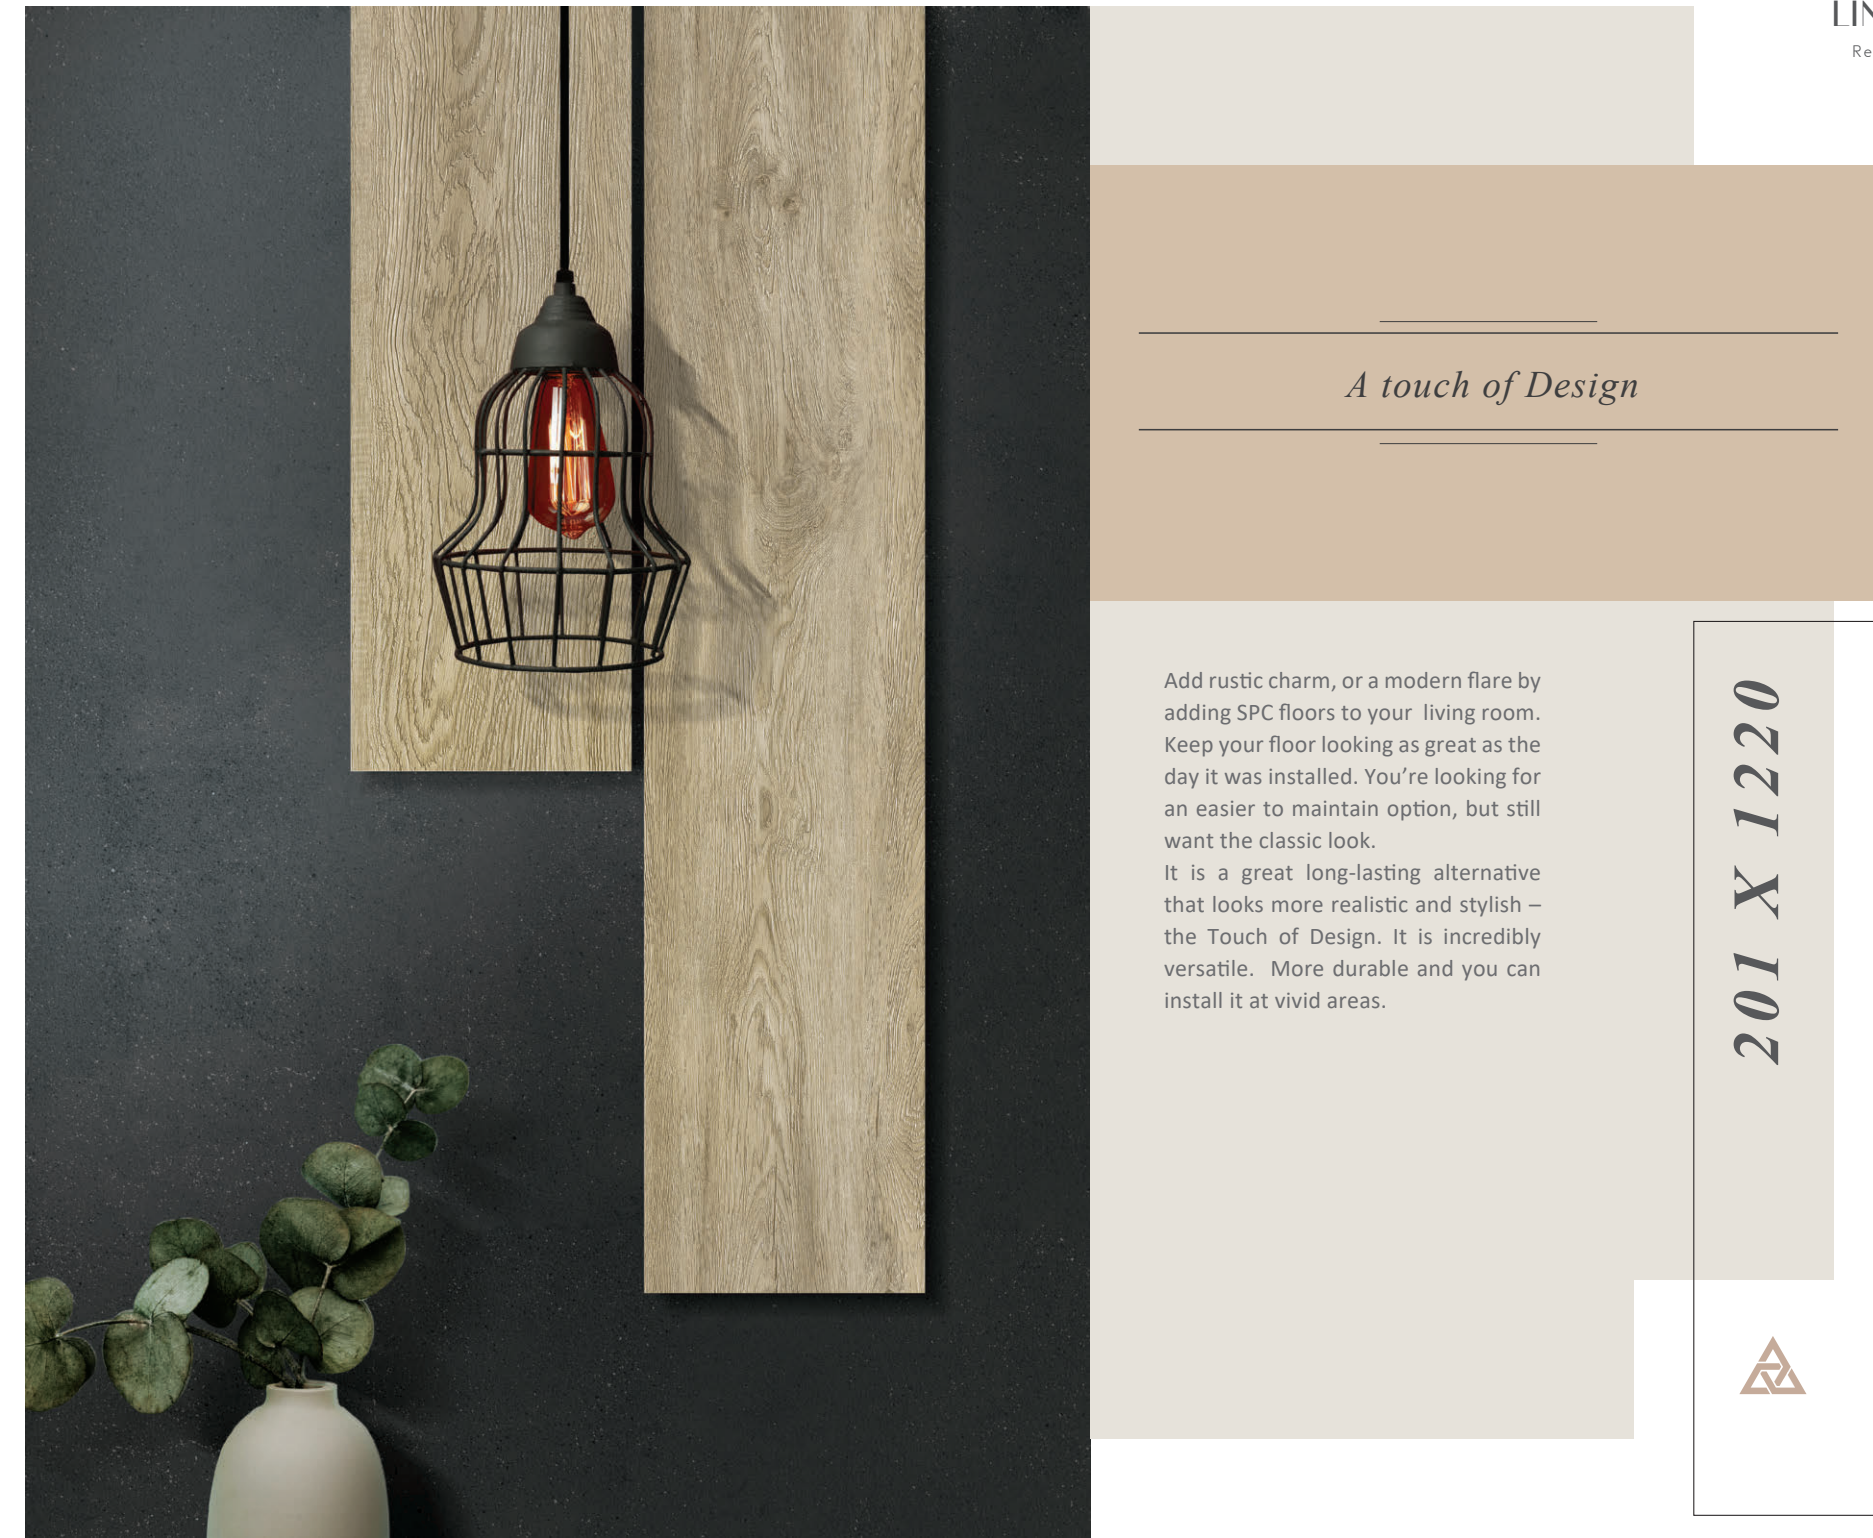 A touch of Design
Add rustic charm, or a modern flare by
adding SPC floors to your living room.
Keep your floor looking as great as the
day it was installed. You’re looking for
an easier to maintain option, but still
want the classic look.
It is a great long-lasting alternative
that looks more realistic and stylish –
the Touch of Design. It is incredibly
versatile. More durable and you can
install it at vivid areas.
201 X 1220